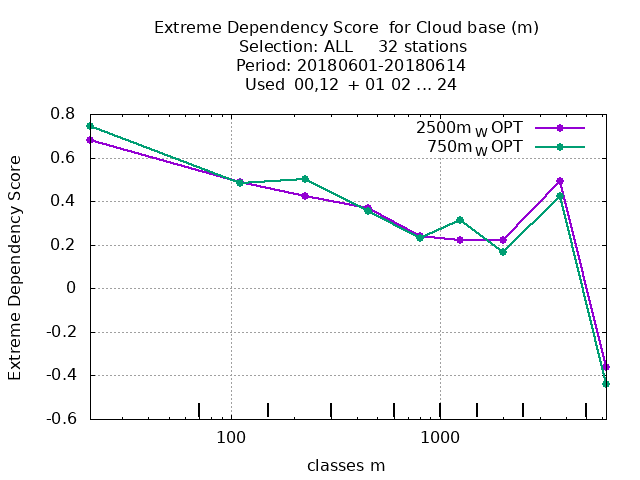 Extreme Dependency Score for Cloud base (m)
Selection: ALL 32 stations
Period: 20180601-20180614
Used 00,12 + 01 02 ... 24
2500m_W OPT
750m_W OPT
Extreme Dependency Score
0.8
0.6
0.4
0.2
0
-0.2
-0.4
-0.6
100 1000
classes m